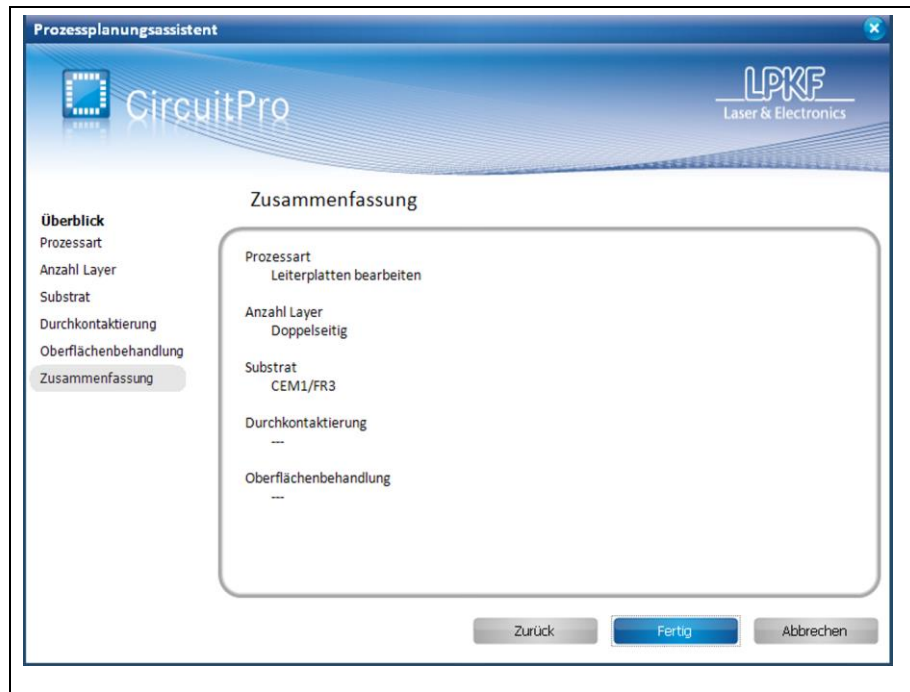 Prozessplanungsassistent
CircuitPro
LPKF
Laser & Electronics
Überblick
Prozessart
Anzahl Layer
Substrat
Durchkontaktierung
Oberflächenbehandlung
Zusammenfassung
Zusammenfassung
Prozessart
Leiterplatten bearbeiten
Anzahl Layer
Doppelseitig
Substrat
CEM1/FR3
Durchkontaktierung
---
Oberflächenbehandlung
---
Zurück
Fertig
Abbrechen